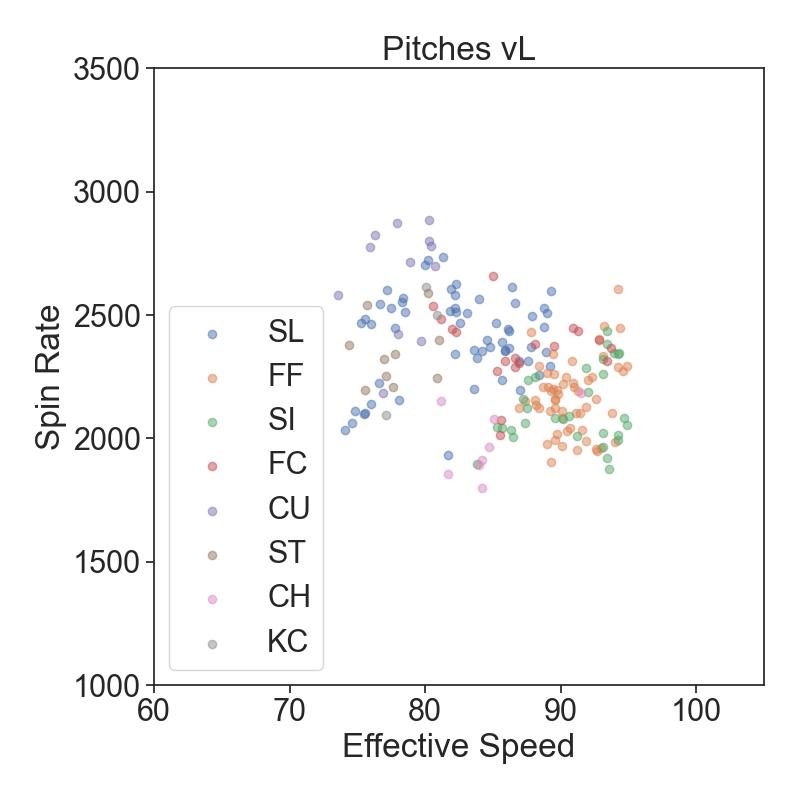 Pitches vL
3500
3000
2500
2000
1500
1000
Spin Rate
SL
FF
SI
FC
CU
ST
CH
KC
60
70
80
90
100
Effective Speed